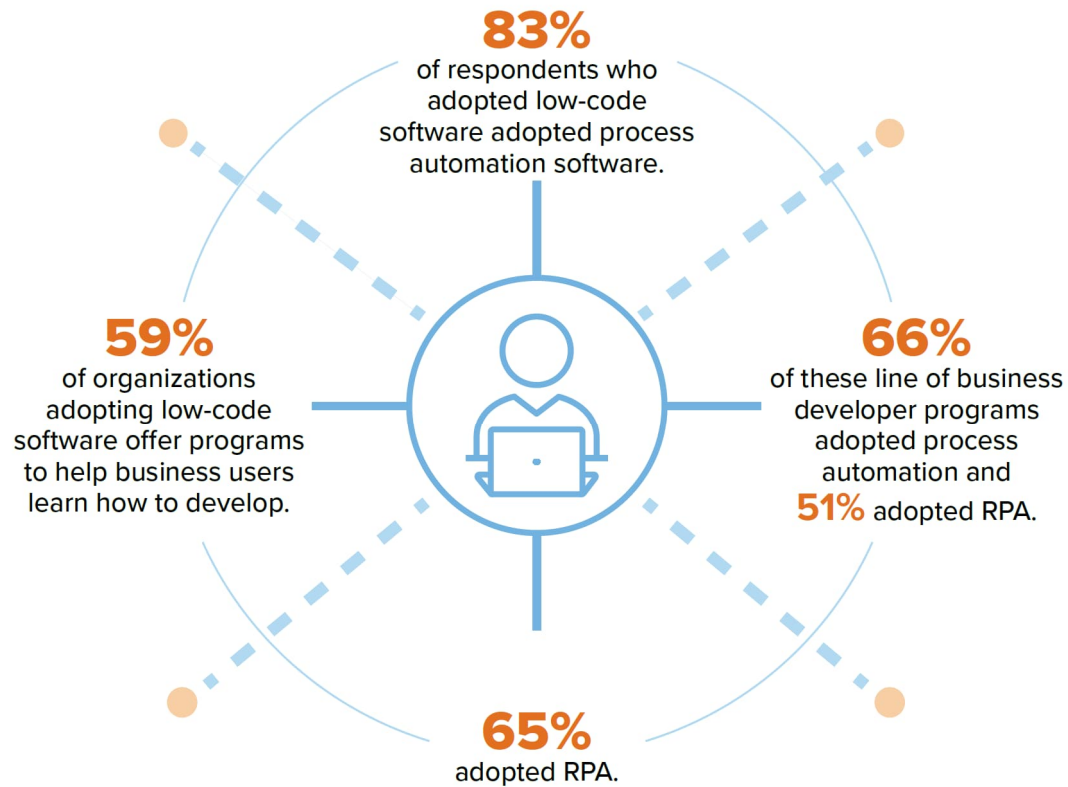 83%
of respondents who
adopted low-code
software adopted process
automation software.
59%
of organizations
adopting low-code
software offer programs
to help business users
learn how to develop.
66%
of these line of business
developer programs
adopted process
automation and
51% adopted RPA.
65%
adopted RPA.